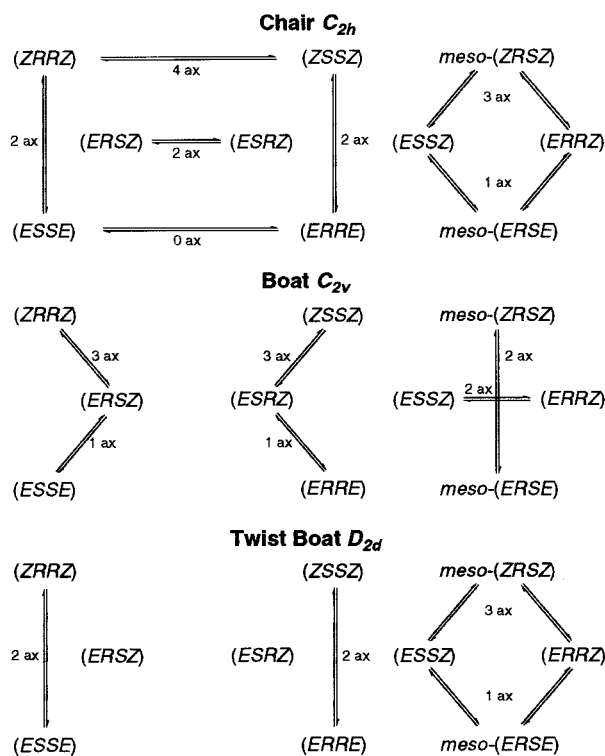 Chair C2h
(ZRRZ) (ZSSZ) meso-(ZRSZ)
4 ax
3 ax
2 ax (ERSZ) (ESRZ) 2 ax (ESSZ) (ERRZ)
2 ax
1 ax
(ESSE) (ERRE) meso-(ERSE)
0 ax
Boat C2v
(ZRRZ) (ZSSZ) meso-(ZRSZ)
3 ax 3 ax 2 ax
2 ax
(ERSZ) (ESRZ) (ESSZ) (ERRZ)
1 ax 1 ax
(ESSE) (ERRE) meso-(ERSE)
Twist Boat D2d
(ZRRZ) (ZSSZ) meso-(ZRSZ)
3 ax
2 ax (ERSZ) (ESRZ) 2 ax (ESSZ) (ERRZ)
1 ax
(ESSE) (ERRE) meso-(ERSE)